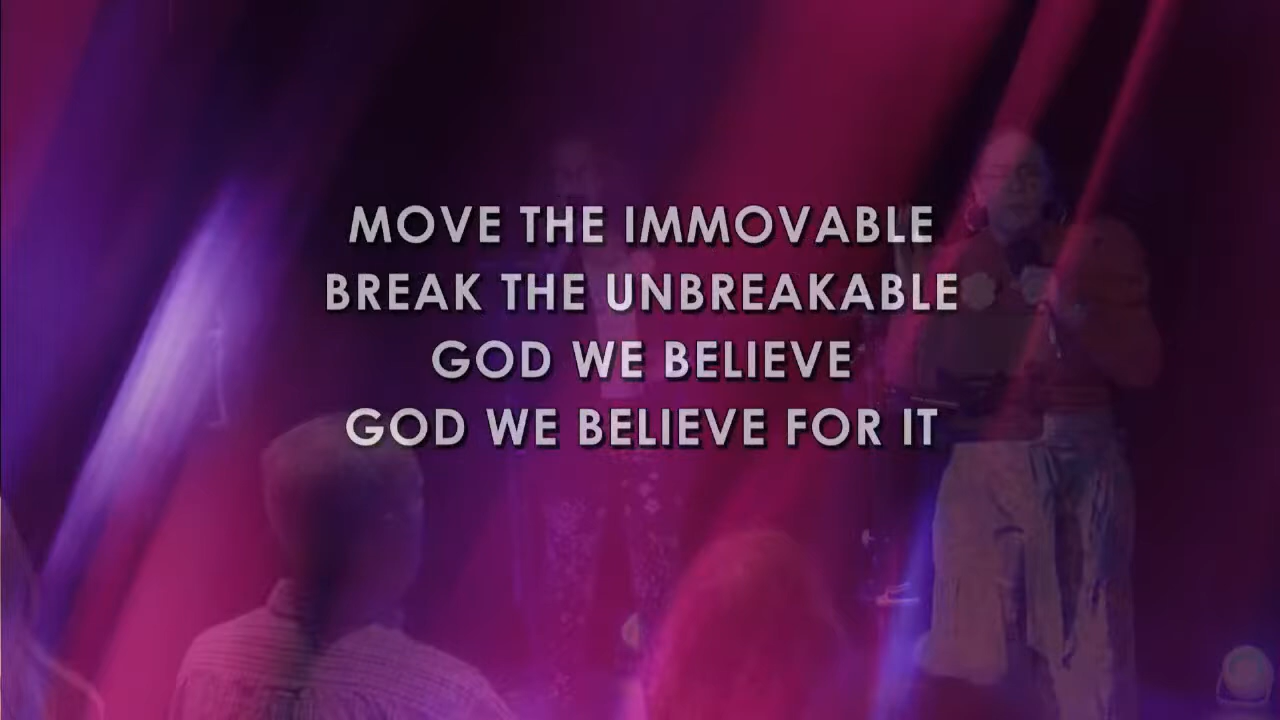 MOVE THE IMMOVABLE
BREAK THE UNBREAKABLE
GOD WE BELIEVE
GOD WE BELIEVE FOR IT